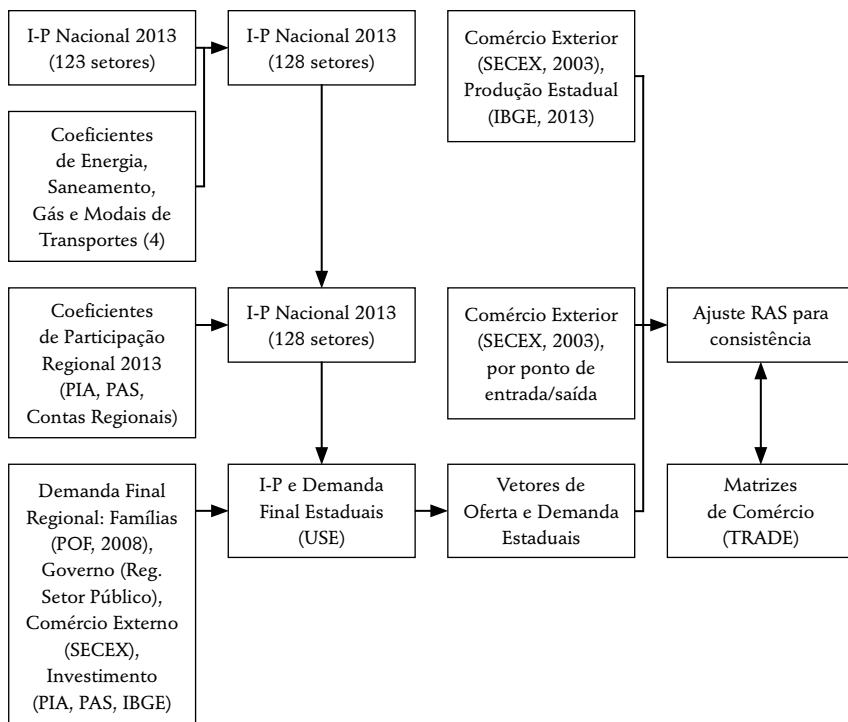 I-P Nacional 2013
(123 setores)
I-P Nacional 2013
(128 setores)
Comércio Exterior
(SECEX, 2003),
Produção Estadual
(IBGE, 2013)
Coeficientes
de Energia,
Saneamento,
Gás e Modais de
Transportes (4)
Coeficientes
de Participação
Regional 2013
(PIA, PAS,
Contas Regionais)
I-P Nacional 2013
(128 setores)
Comércio Exterior
(SECEX, 2003),
por ponto de
entrada/saída
Ajuste RAS para
consistência
Demanda Final
Regional: Famílias
(POF, 2008),
Governo (Reg.
Setor Público),
Comércio Externo
(SECEX),
Investimento
(PIA, PAS, IBGE)
I-P e Demanda
Final Estaduais
(USE)
Vetores de
Oferta e Demanda
Estaduais
Matrizes
de Comércio
(TRADE)